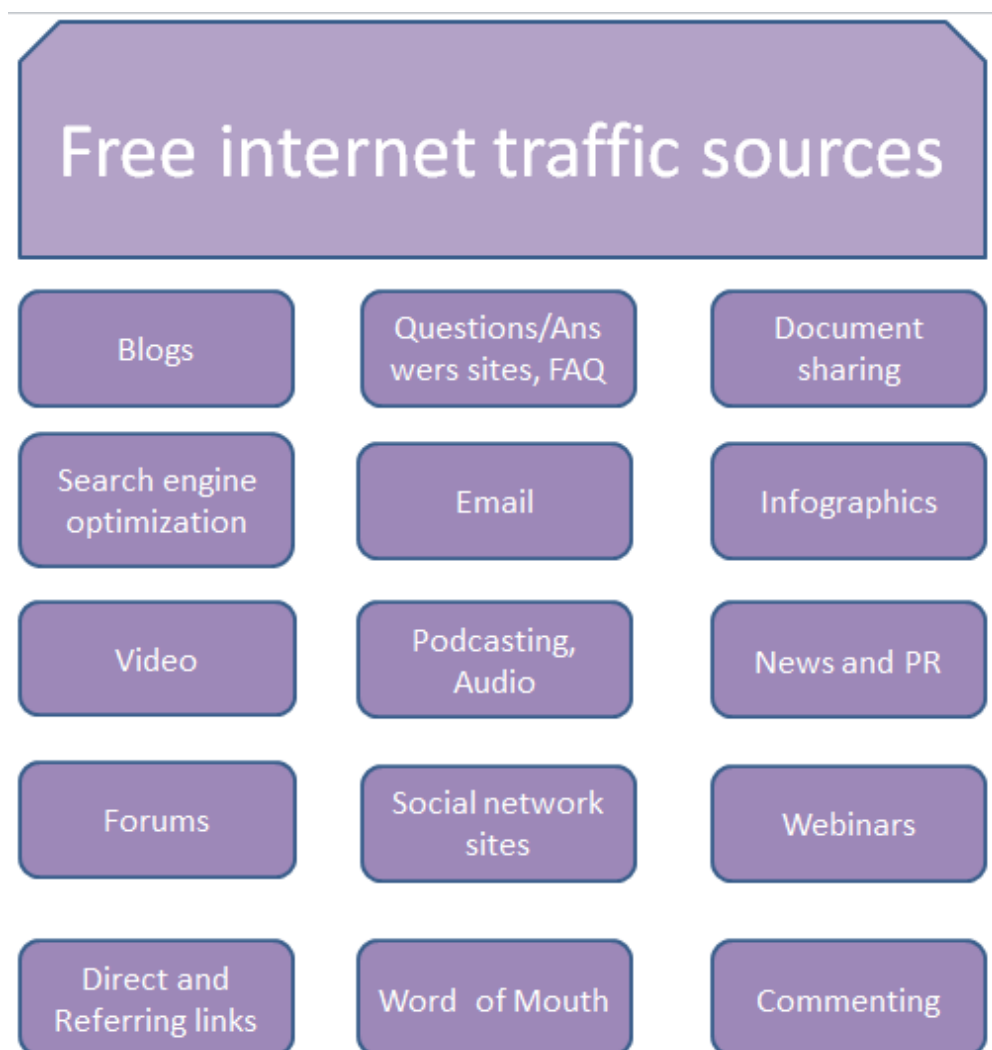 Free internet traffic sources
Blogs
Questions/Ans
wers sites, FAQ
Document
sharing
Search engine
optimization
Email
Infographics
Video
Podcasting,
Audio
News and PR
Forums
Social network
sites
Webinars
Direct and
Referring links
Word of Mouth
Commenting